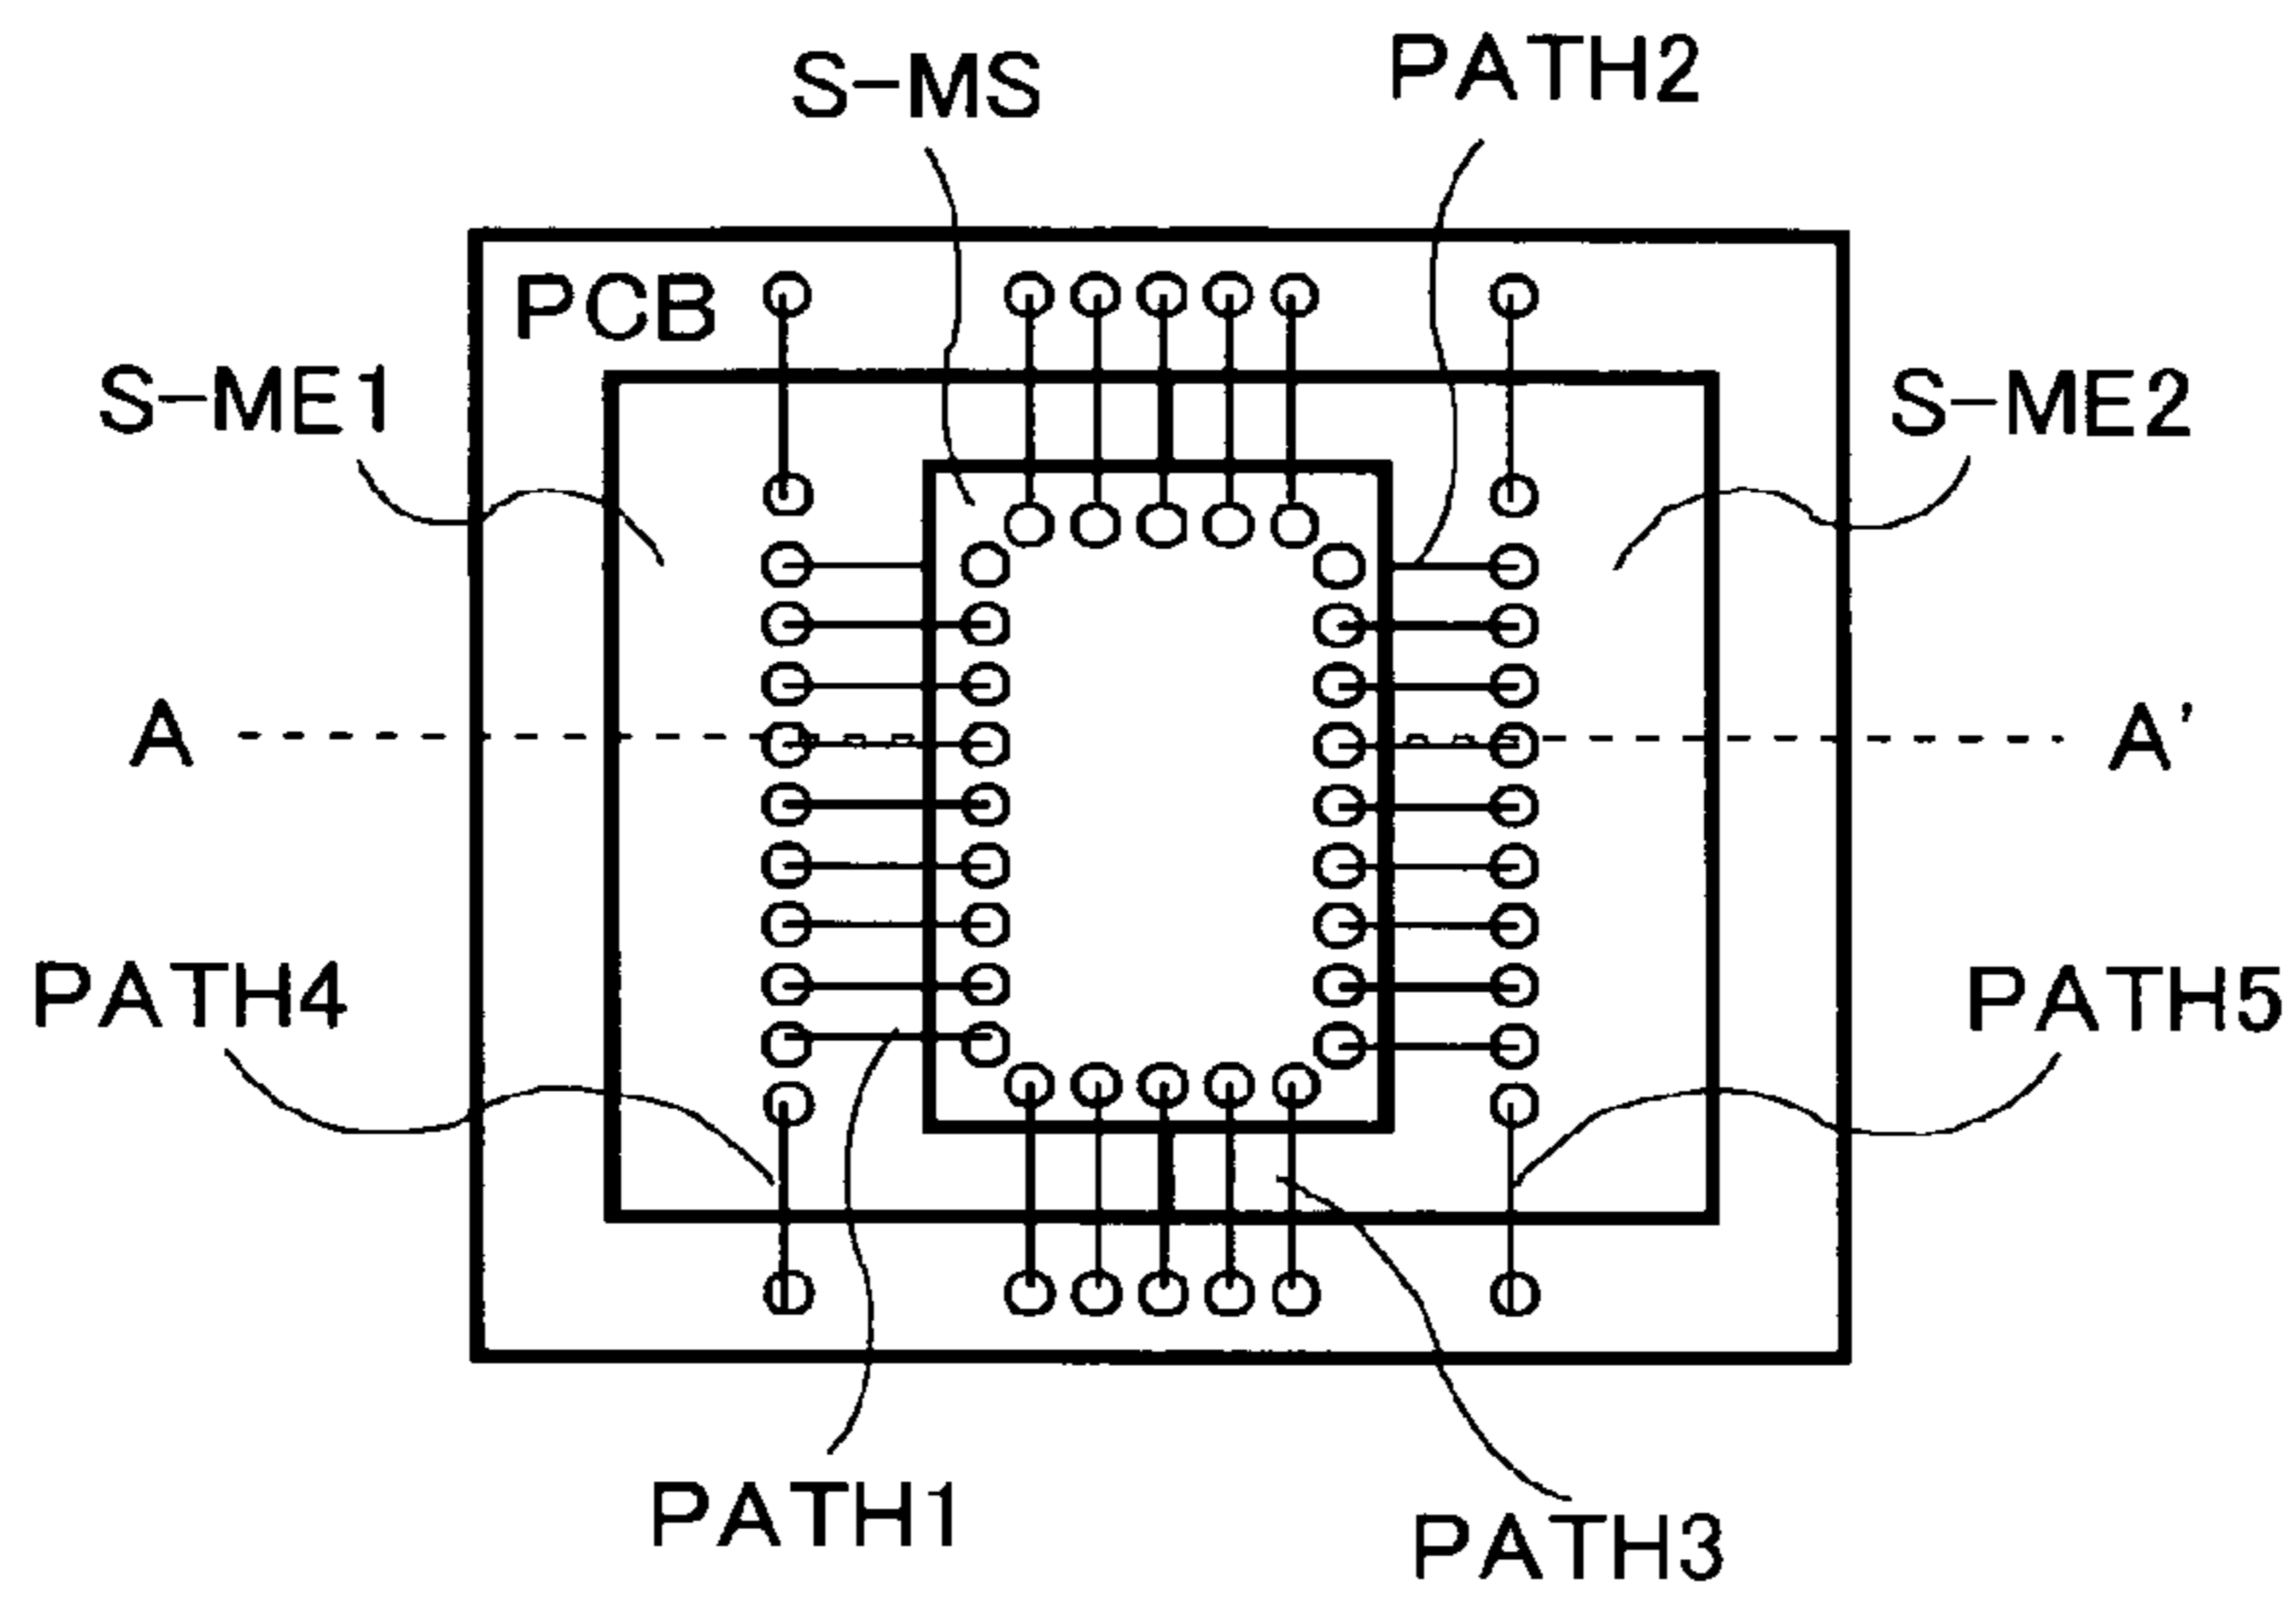 PATH2
S-MS
PCB
S-ME1
S-ME2
A
A'
PATH4
PATH5
PATH1
PATH3